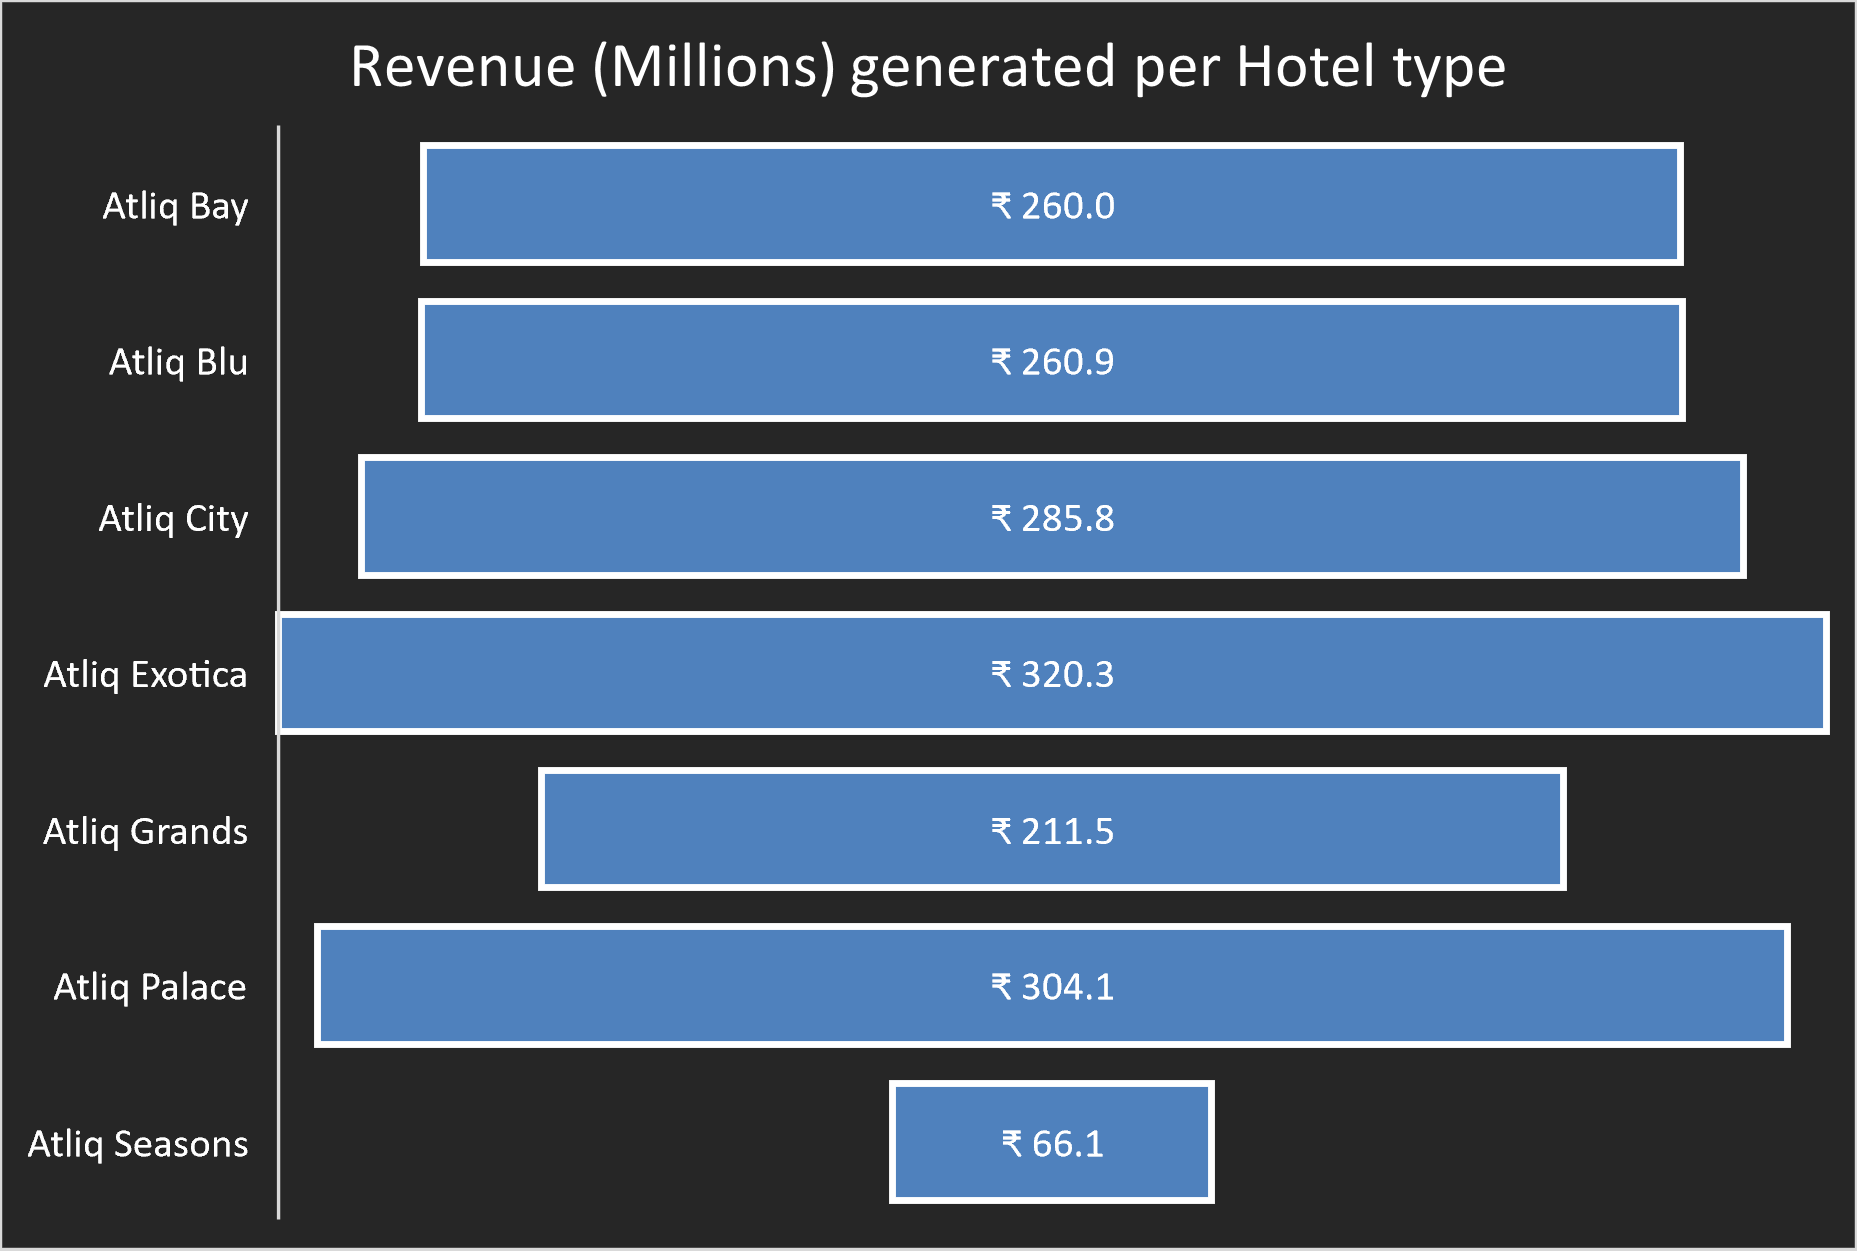 Revenue (Millions) generated per Hotel type
Atliq Bay ₹ 260.0
Atliq Blu ₹ 260.9
Atliq City ₹ 285.8
Atliq Exotica ₹ 320.3
Atliq Grands ₹ 211.5
Atliq Palace ₹ 304.1
Atliq Seasons ₹ 66.1